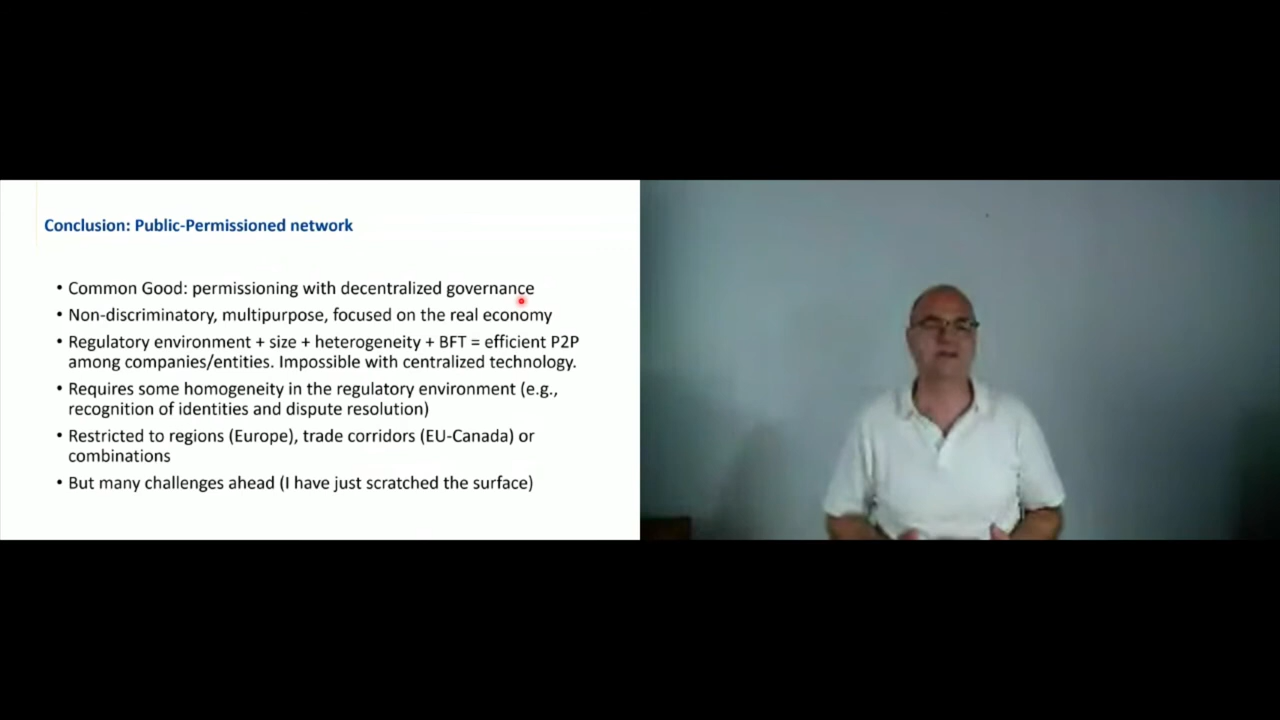 Conclusion: Public-Permissioned network
• Common Good: permissioning with decentralized governance
• Non-discriminatory, multipurpose, focused on the real economy
• Regulatory environment + size + heterogeneity + BFT = efficient P2P
among companies/entities. Impossible with centralized technology.
• Requires some homogeneity in the regulatory environment (e.g.,
recognition of identities and dispute resolution)
• Restricted to regions (Europe), trade corridors (EU-Canada) or
combinations
• But many challenges ahead (I have just scratched the surface)